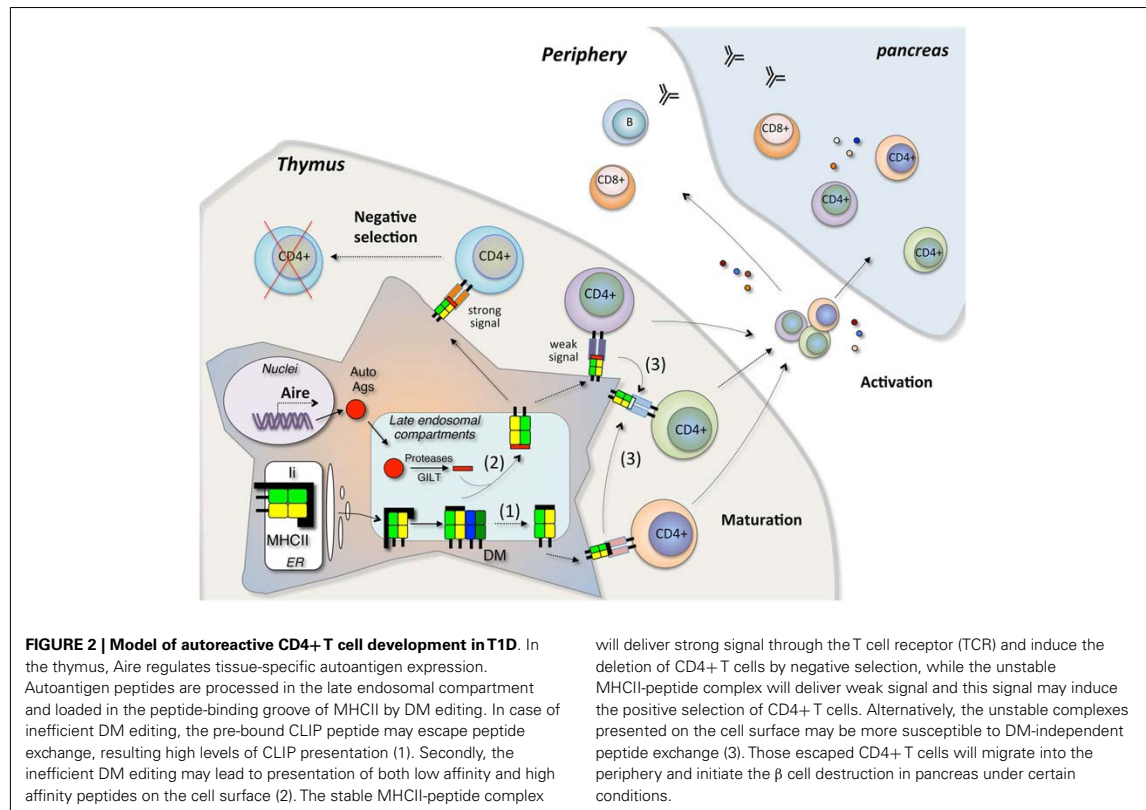 Periphery
pancreas
B
CD8+
CD8+
CD4+
CD4+
CD4+
Thymus
Negative
selection
CD4+
CD4+
strong
signal
CD4+
weak
signal
(3)
Activation
Nuclei
Aire
Auto
Ags
Late endosomal
compartments
Proteases
GILT
(2)
CD4+
(3)
Ii
MHCII
ER
(1)
DM
Maturation
CD4+
FIGURE 2 | Model of autoreactive CD4+ T cell development in T1D. In
the thymus, Aire regulates tissue-specific autoantigen expression.
Autoantigen peptides are processed in the late endosomal compartment
and loaded in the peptide-binding groove of MHCII by DM editing. In case of
inefficient DM editing, the pre-bound CLIP peptide may escape peptide
exchange, resulting high levels of CLIP presentation (1). Secondly, the
inefficient DM editing may lead to presentation of both low affinity and high
affinity peptides on the cell surface (2). The stable MHCII-peptide complex
will deliver strong signal through the T cell receptor (TCR) and induce the
deletion of CD4+ T cells by negative selection, while the unstable
MHCII-peptide complex will deliver weak signal and this signal may induce
the positive selection of CD4+ T cells. Alternatively, the unstable complexes
presented on the cell surface may be more susceptible to DM-independent
peptide exchange (3). Those escaped CD4+ T cells will migrate into the
periphery and initiate the β cell destruction in pancreas under certain
conditions.